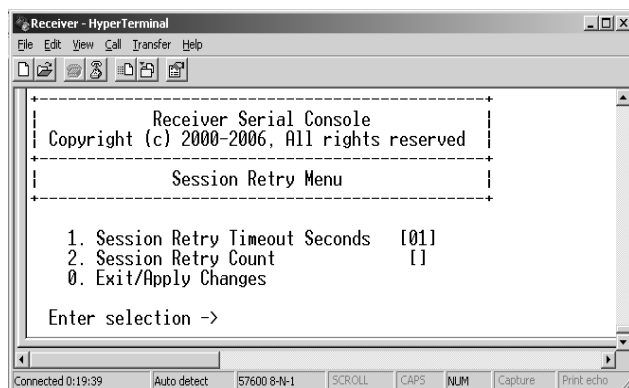 Receiver - HyperTerminal
File Edit View Call Transfer Help
Receiver Serial Console
Copyright (c) 2000-2006, All rights reserved
Session Retry Menu
1. Session Retry Timeout Seconds [01]
2. Session Retry Count []
0. Exit/Apply Changes
Enter selection ->
Connected 0:19:39 Auto detect 57600 8-N-1 SCROLL CAPS NUM Capture Print echo